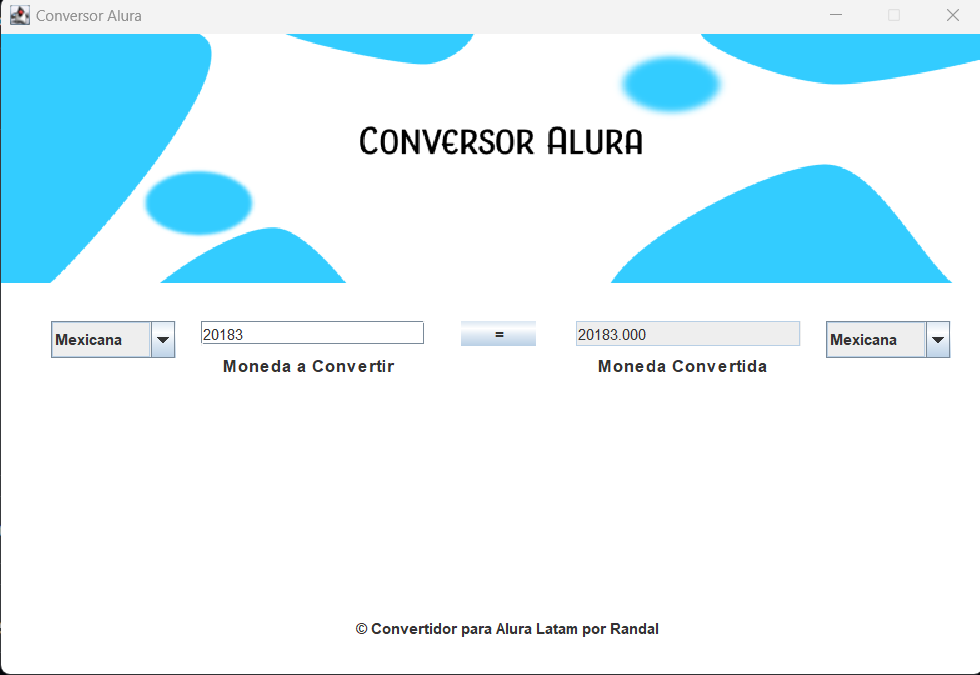 Conversor Alura
CONVERSOR ALURA
Mexicana
20183
=
20183.000
Mexicana
Moneda a Convertir
Moneda Convertida
© Convertidor para Alura Latam por Randal